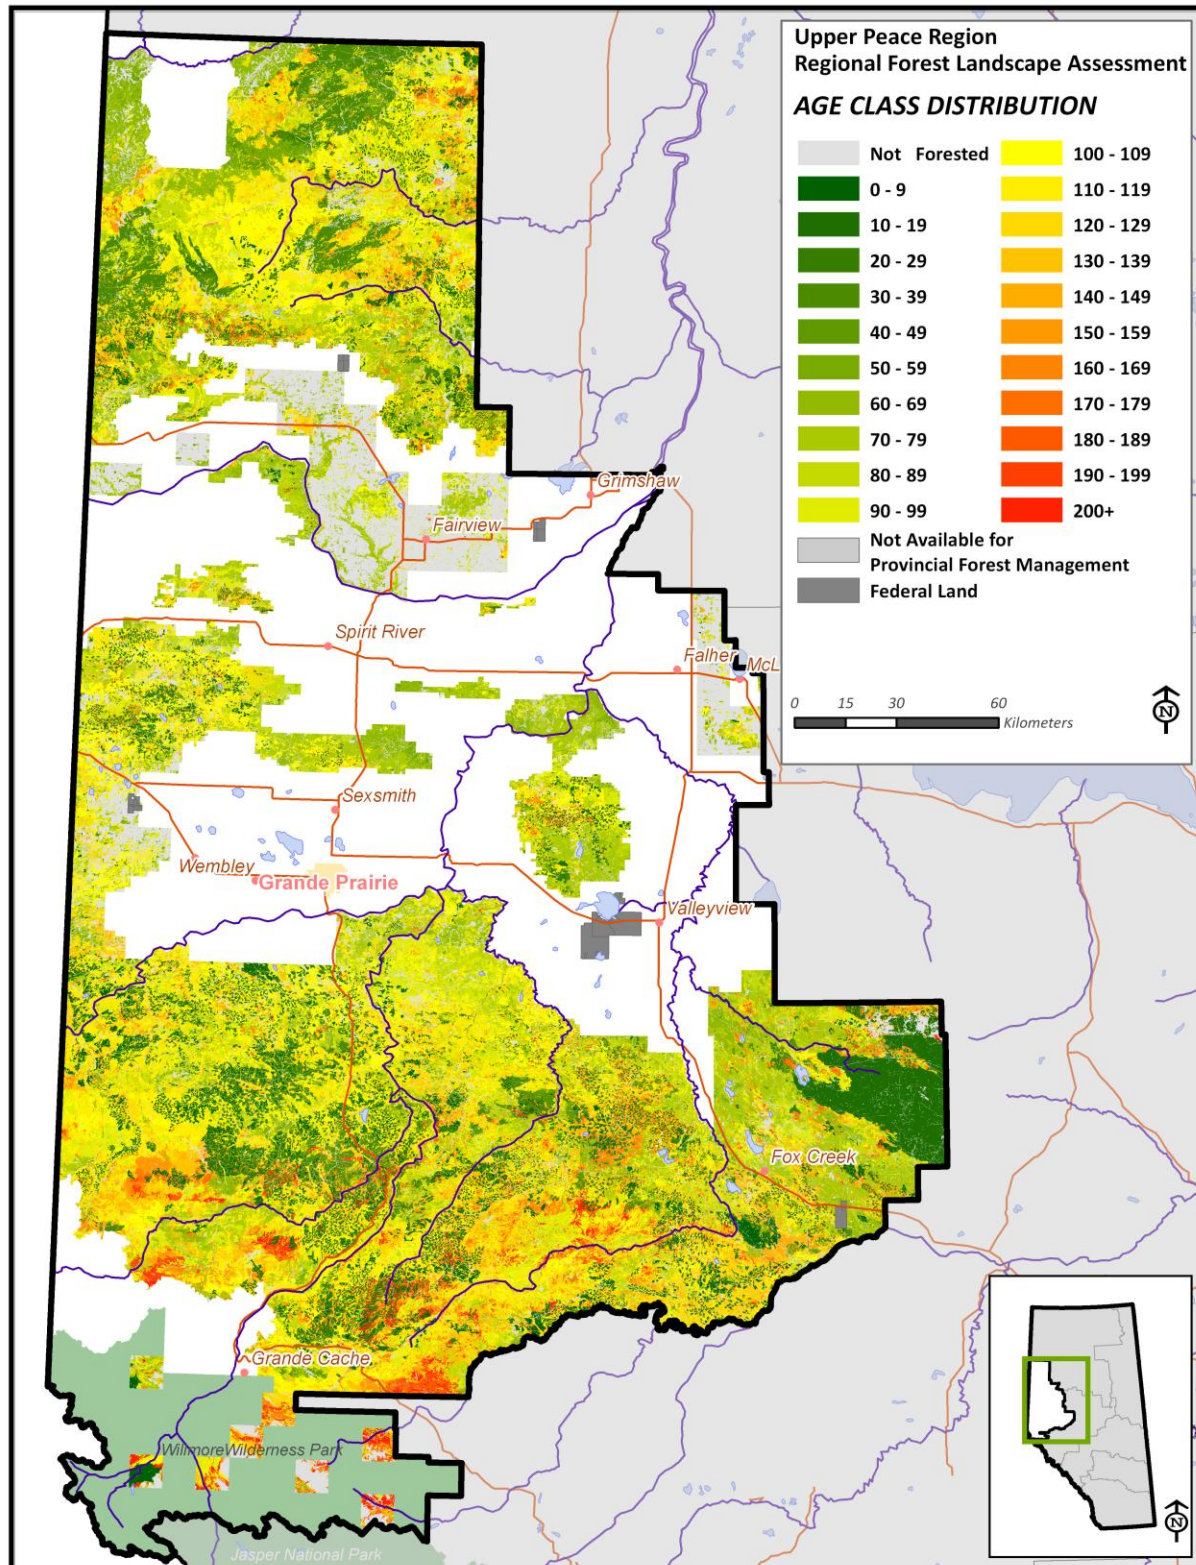 Upper Peace Region
Regional Forest Landscape Assessment
AGE CLASS DISTRIBUTION
Not Forested
0 - 9
10 - 19
20 - 29
30 - 39
40 - 49
50 - 59
60 - 69
70 - 79
80 - 89
90 - 99
100 - 109
110 - 119
120 - 129
130 - 139
140 - 149
150 - 159
160 - 169
170 - 179
180 - 189
190 - 199
200+
Not Available for
Provincial Forest Management
Federal Land
0 15 30 60
Kilometers
N
Grimshaw
Fairview
Spirit River
Falher
McL
Sexsmith
Wembley
Grande Prairie
Valleyview
Fox Creek
Grande Cache
WillmoreWilderness Park
Jasper National Park
N